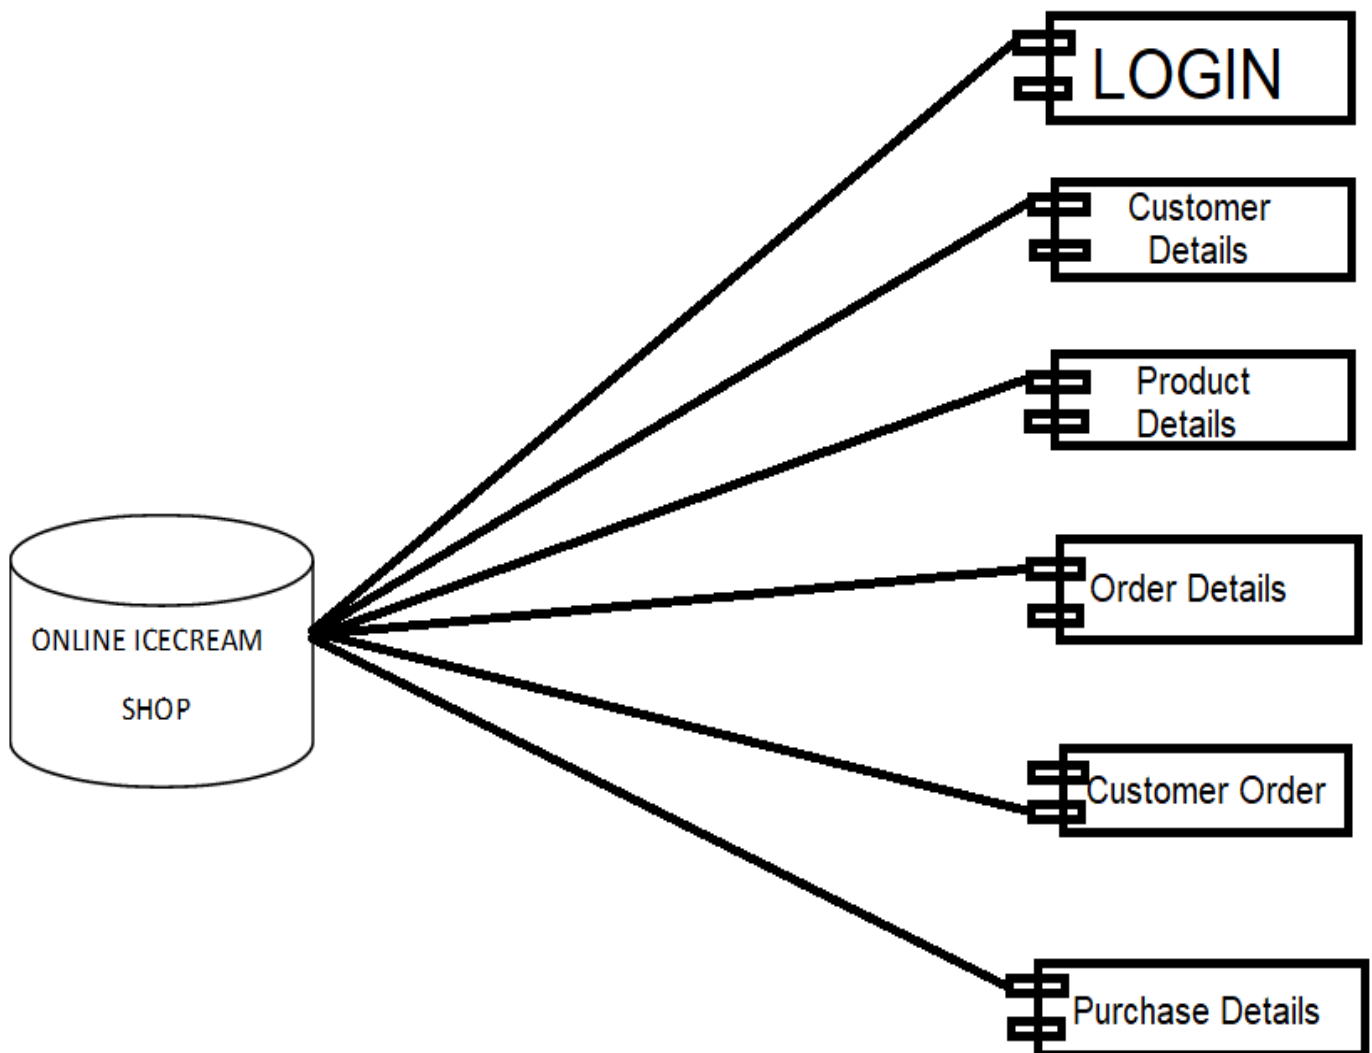 LOGIN
Customer
Details
Product
Details
ONLINE ICECREAM
SHOP
Order Details
Customer Order
Purchase Details